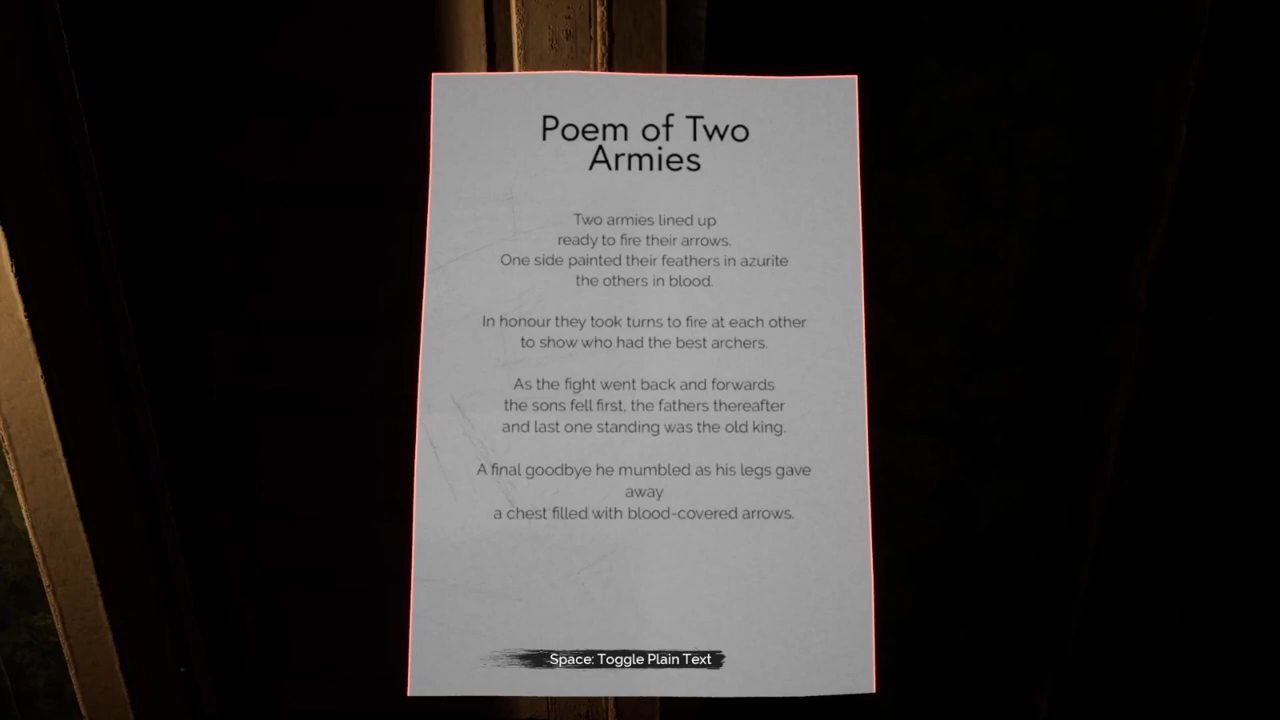 Poem of Two
Armies
Two armies lined up
ready to fire their arrows.
One side painted their feathers in azurite
the others in blood.
In honour they took turns to fire at each other
to show who had the best archers.
As the fight went back and forwards
the sons fell first, the fathers thereafter
and last one standing was the old king.
A final goodbye he mumbled as his legs gave
away
a chest filled with blood-covered arrows.
Space: Toggle Plain Text